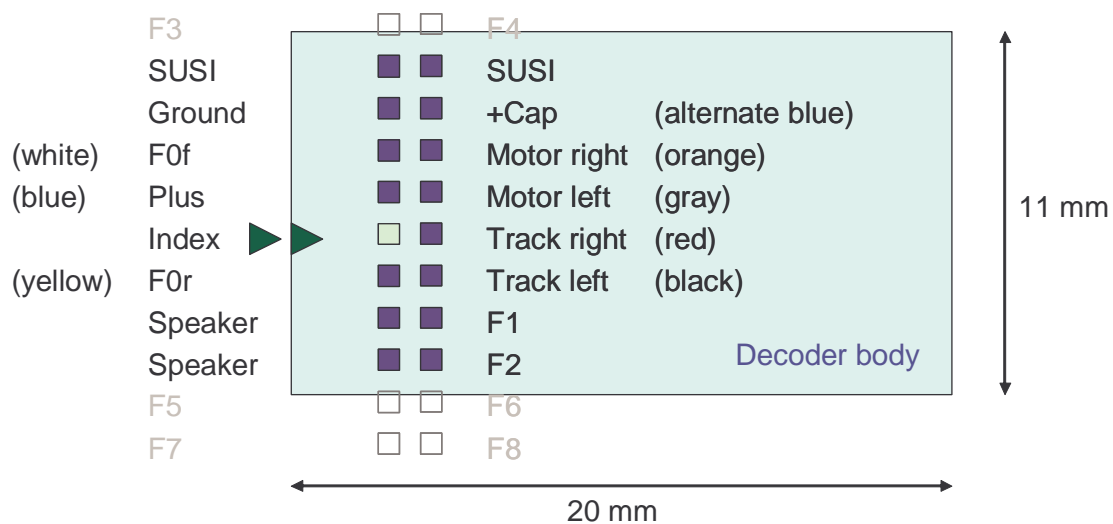 F3 F4
SUSI SUSI
Ground +Cap (alternate blue)
(white) F0f Motor right (orange)
(blue) Plus Motor left (gray)
Index Track right (red)
(yellow) F0r Track left (black)
Speaker F1
Speaker F2
Decoder body
F5 F6
F7 F8
11 mm
20 mm